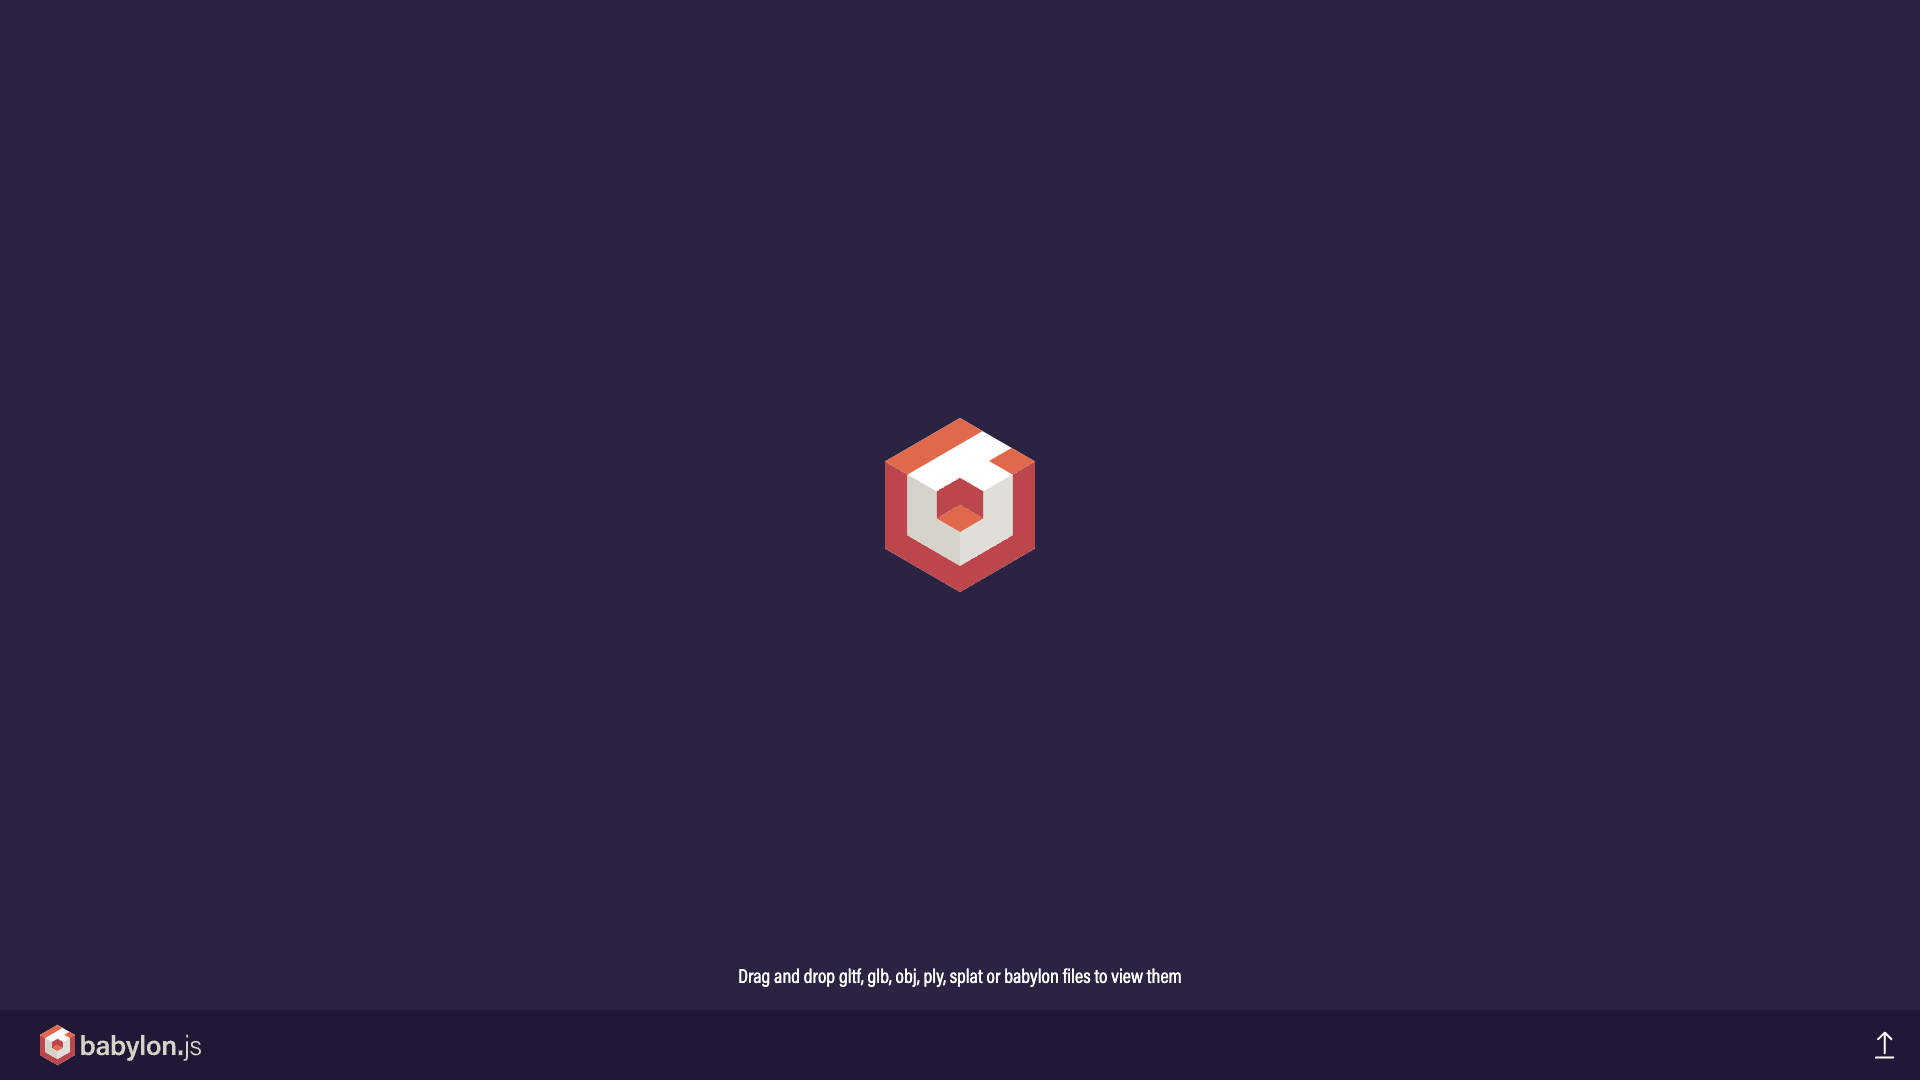 Drag and drop gltf, glb, obj, ply, splat or babylon files to view them
babylon.js